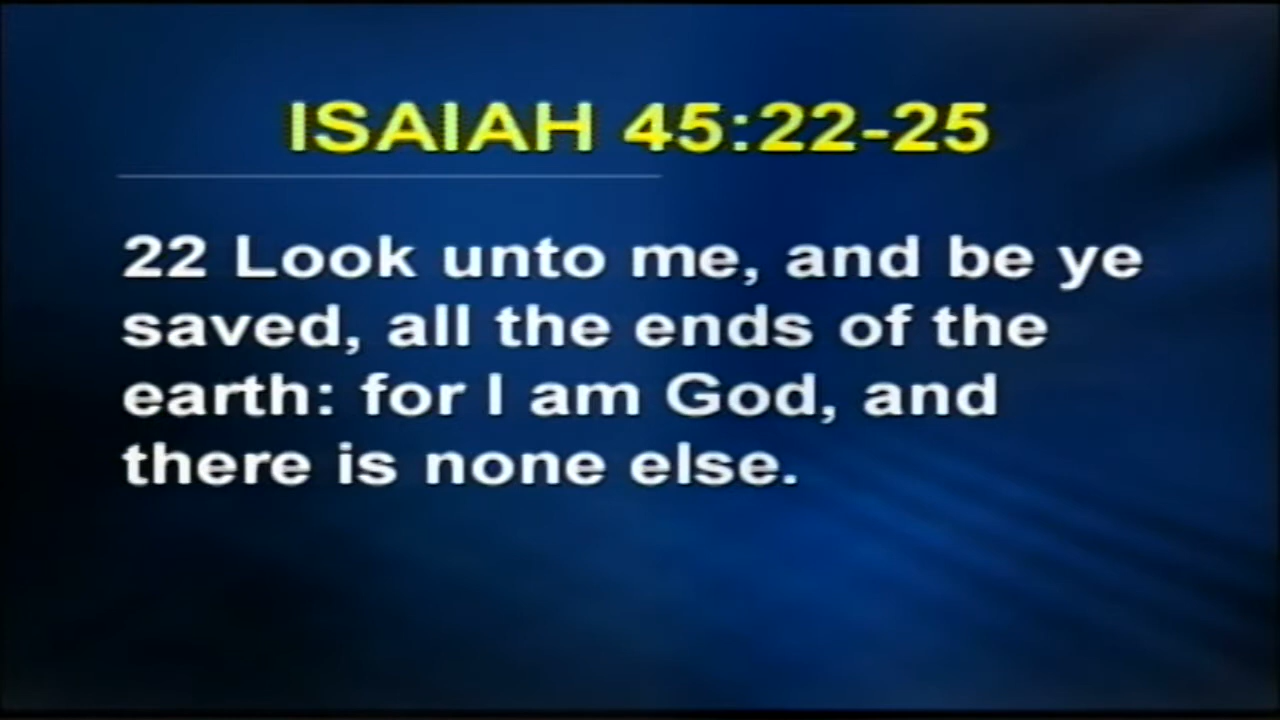 ISAIAH 45:22-25
22 Look unto me, and be ye
saved, all the ends of the
earth: for I am God, and
there is none else.